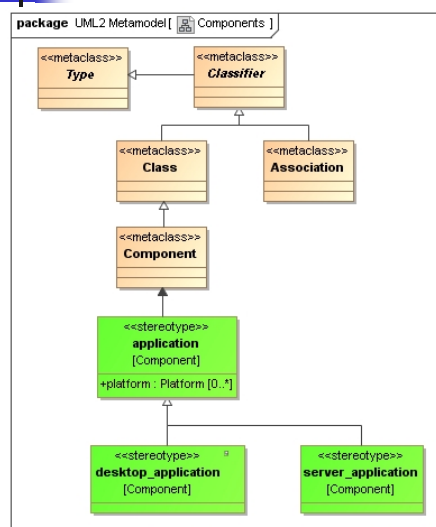 package UML2 Metamodel[ Components ]
<<metaclass>>
Type
<<metaclass>>
Classifier
<<metaclass>>
Class
<<metaclass>>
Association
<<metaclass>>
Component
<<stereotype>>
application
[Component]
+platform : Platform [0..*]
<<stereotype>>
desktop_application
[Component]
<<stereotype>>
server_application
[Component]